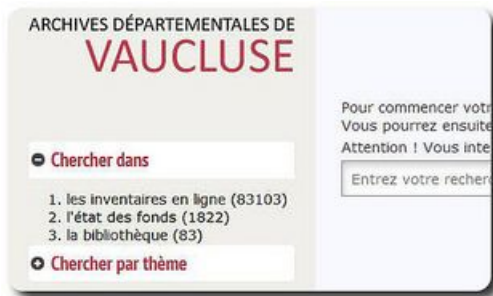 ARCHIVES DÉPARTEMENTALES DE
VAUCLUSE
Chercher dans
1. les inventaires en ligne (83103)
2. l'état des fonds (1822)
3. la bibliothèque (83)
Chercher par thème
Pour commencer votr
Vous pourrez ensuite
Attention ! Vous inte
Entrez votre recherc